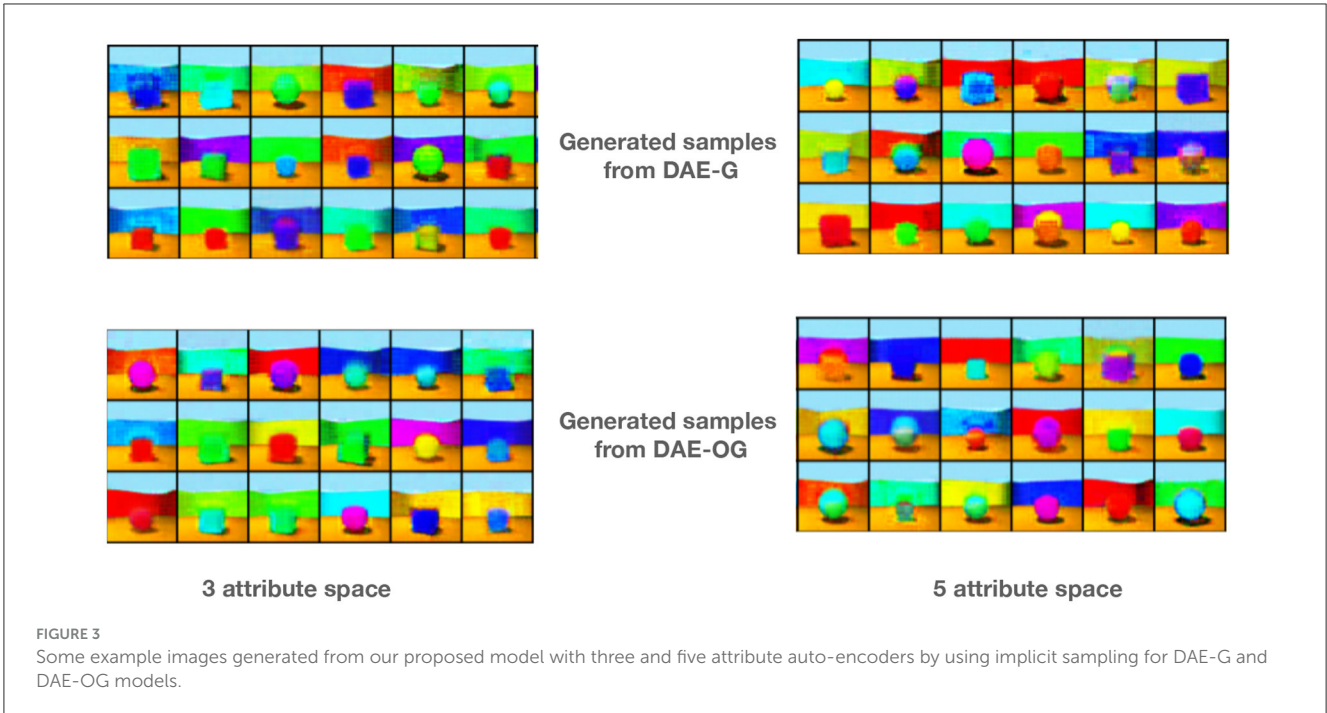 Generated samples
from DAE-G
Generated samples
from DAE-OG
3 attribute space
5 attribute space
FIGURE 3
Some example images generated from our proposed model with three and five attribute auto-encoders by using implicit sampling for DAE-G and
DAE-OG models.